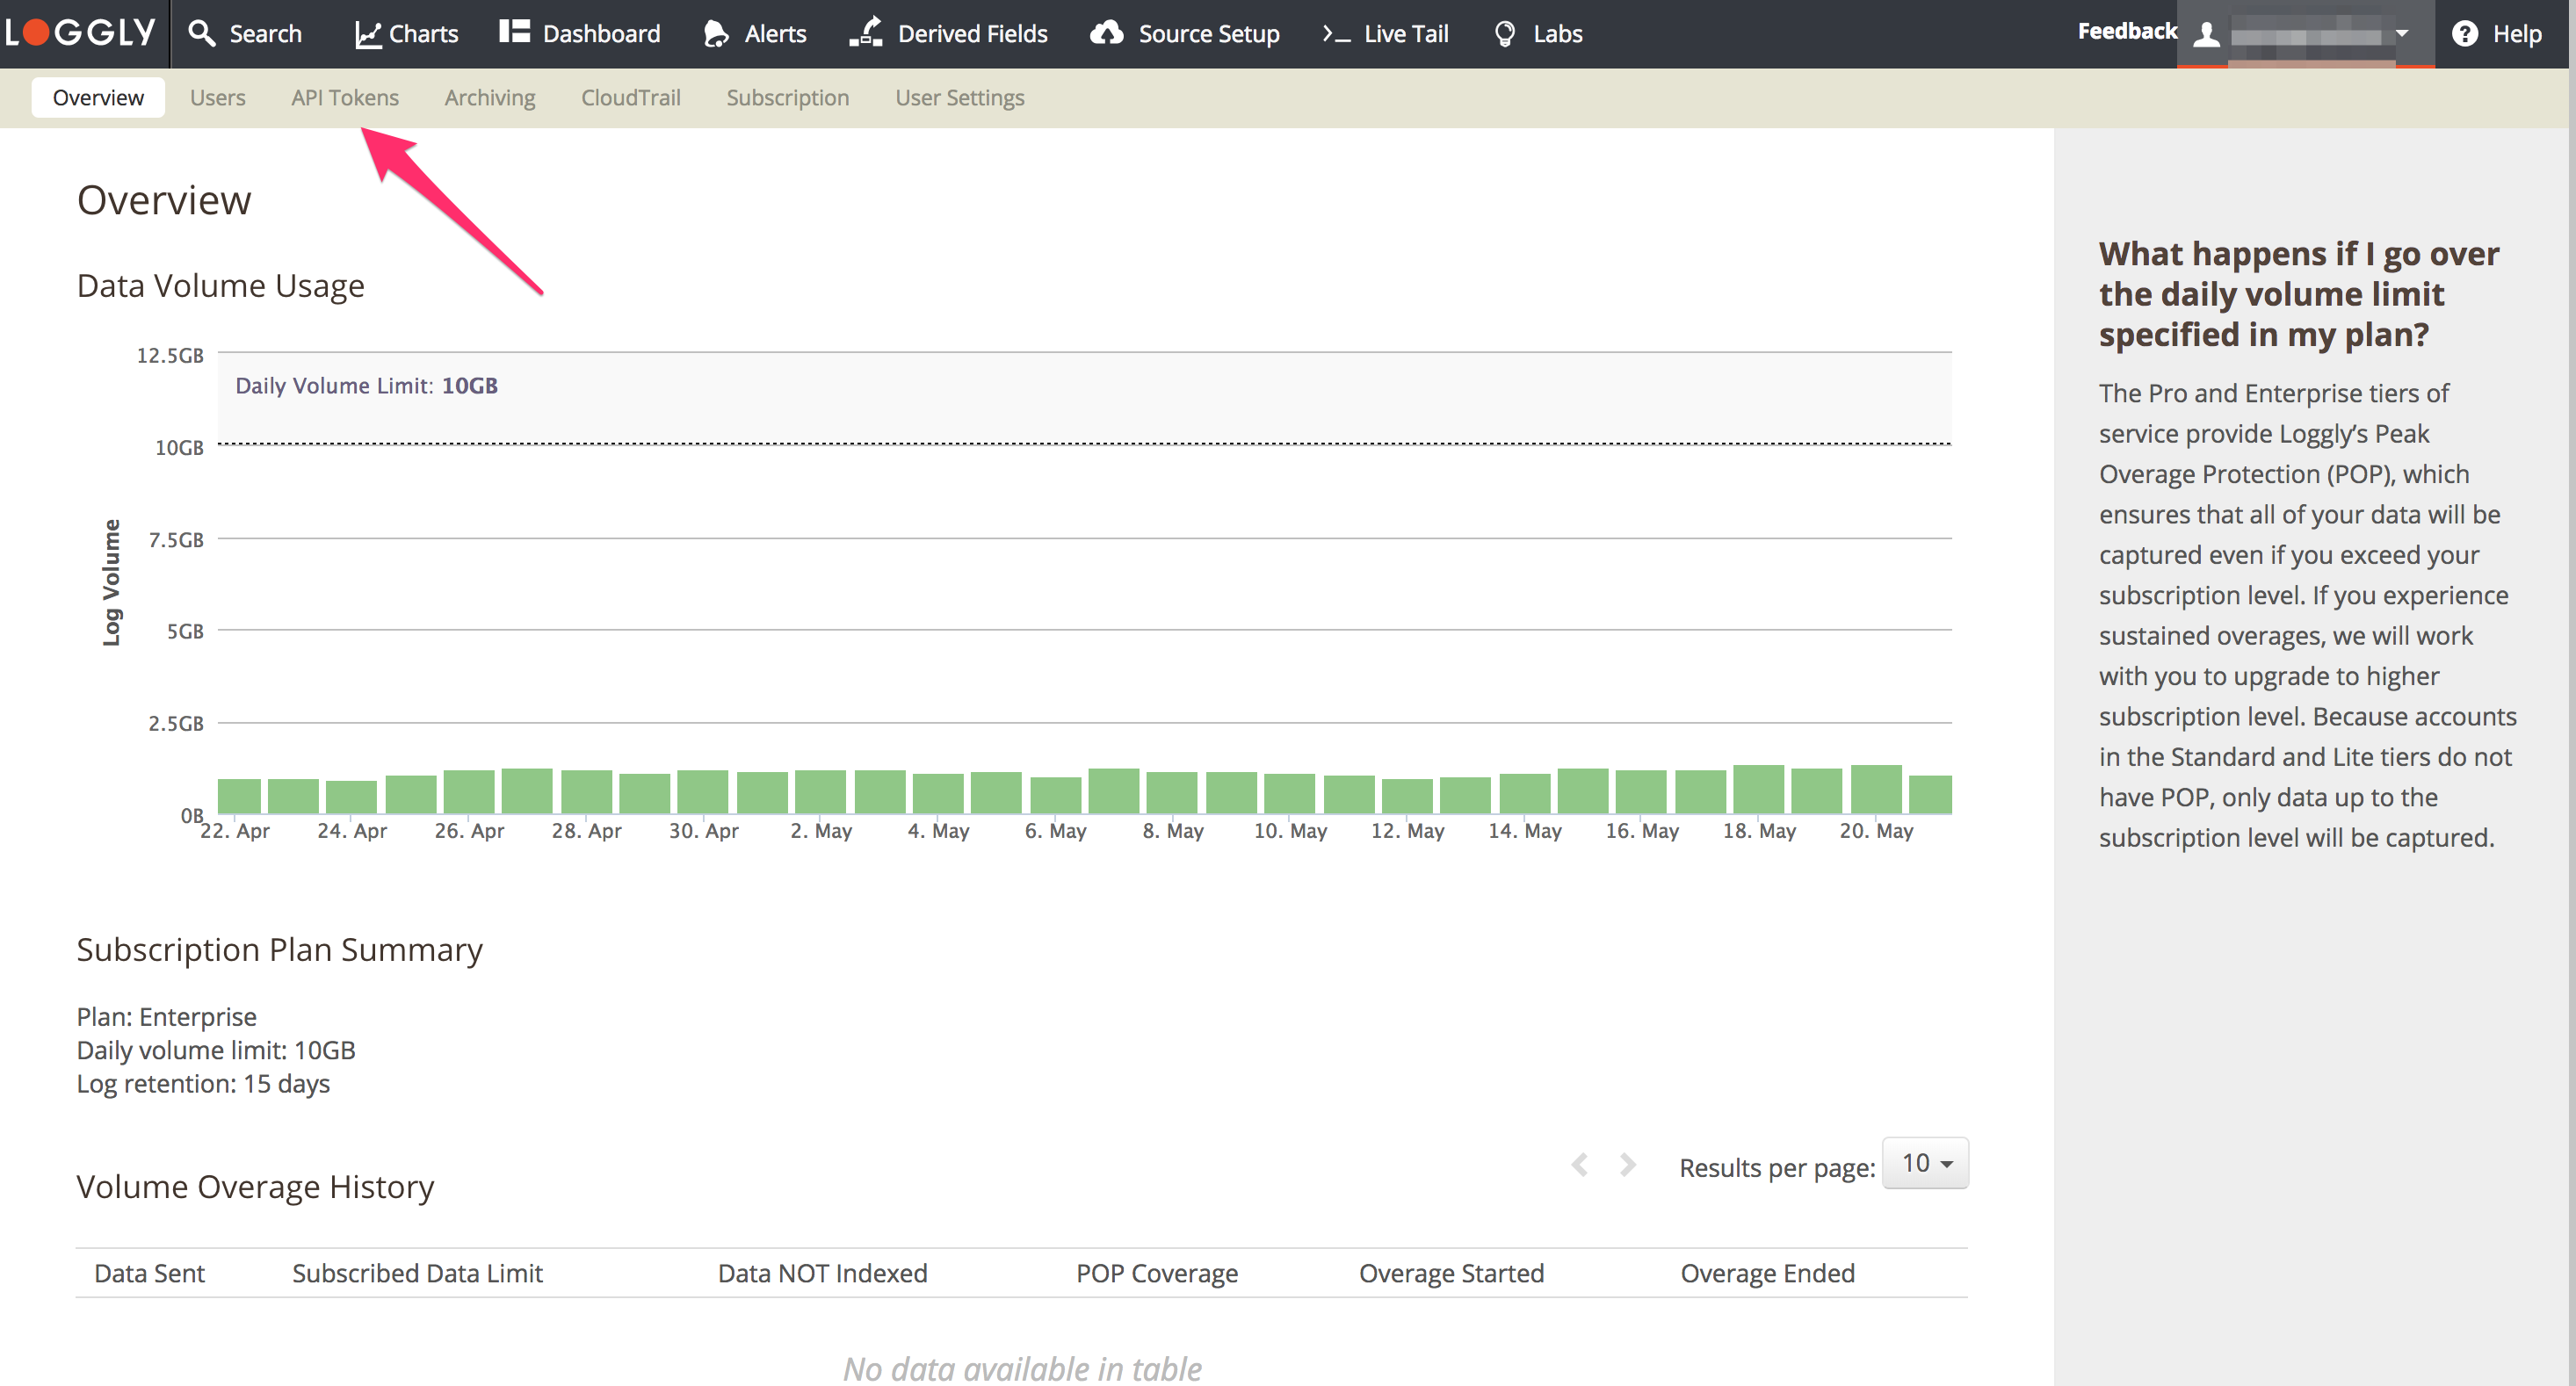 LOGGLY Search Charts Dashboard Alerts Derived Fields Source Setup Live Tail Labs Feedback Help
Overview Users API Tokens Archiving CloudTrail Subscription User Settings
Overview
Data Volume Usage
12.5GB
Daily Volume Limit: 10GB
10GB
7.5GB
5GB
2.5GB
0B
Log Volume
22. Apr 24. Apr 26. Apr 28. Apr 30. Apr 2. May 4. May 6. May 8. May 10. May 12. May 14. May 16. May 18. May 20. May
Subscription Plan Summary
Plan: Enterprise
Daily volume limit: 10GB
Log retention: 15 days
Volume Overage History
Results per page: 10
Data Sent Subscribed Data Limit Data NOT Indexed POP Coverage Overage Started Overage Ended
No data available in table
What happens if I go over
the daily volume limit
specified in my plan?
The Pro and Enterprise tiers of
service provide Loggly’s Peak
Overage Protection (POP), which
ensures that all of your data will be
captured even if you exceed your
subscription level. If you experience
sustained overages, we will work
with you to upgrade to higher
subscription level. Because accounts
in the Standard and Lite tiers do not
have POP, only data up to the
subscription level will be captured.